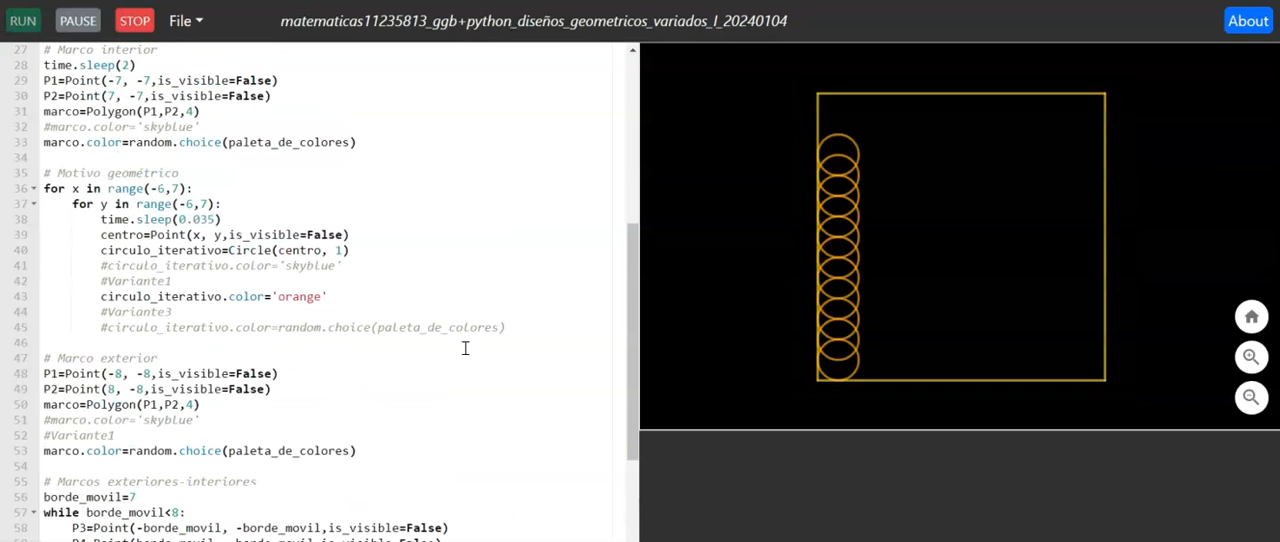 RUN PAUSE STOP File matematicas11235813_ggb+python_diseños_geometricos_variados_I_20240104 About
27 # Marco interior
28 time.sleep(2)
29 P1=Point(-7, -7,is_visible=False)
30 P2=Point(7, -7,is_visible=False)
31 marco=Polygon(P1,P2,4)
32 #marco.color='skyblue'
33 marco.color=random.choice(paleta_de_colores)
34
35 # Motivo geométrico
36 for x in range(-6,7):
37 for y in range(-6,7):
38 time.sleep(0.035)
39 centro=Point(x, y,is_visible=False)
40 circulo_iterativo=Circle(centro, 1)
41 #circulo_iterativo.color='skyblue'
42 #Variante1
43 circulo_iterativo.color='orange'
44 #Variante3
45 #circulo_iterativo.color=random.choice(paleta_de_colores)
46
47 # Marco exterior
48 P1=Point(-8, -8,is_visible=False)
49 P2=Point(8, -8,is_visible=False)
50 marco=Polygon(P1,P2,4)
51 #marco.color='skyblue'
52 #Variante1
53 marco.color=random.choice(paleta_de_colores)
54
55 # Marcos exteriores-interiores
56 borde_movil=7
57 while borde_movil<8:
58 P3=Point(-borde_movil, -borde_movil,is_visible=False)